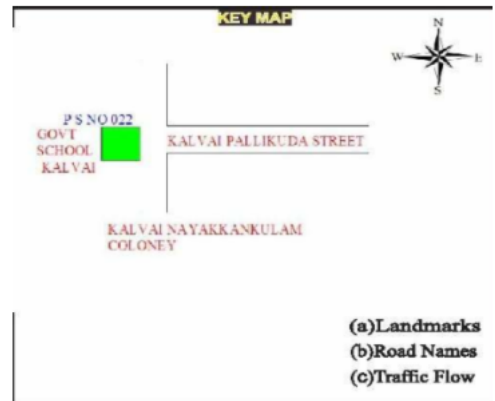 KEY MAP
N
W E
S
P S NO 022
GOVT
SCHOOL
KALVAI
KALVAI PALLIKUDA STREET
KALVAI NAYAKKANKULAM
COLONEY
(a)Landmarks
(b)Road Names
(c)Traffic Flow